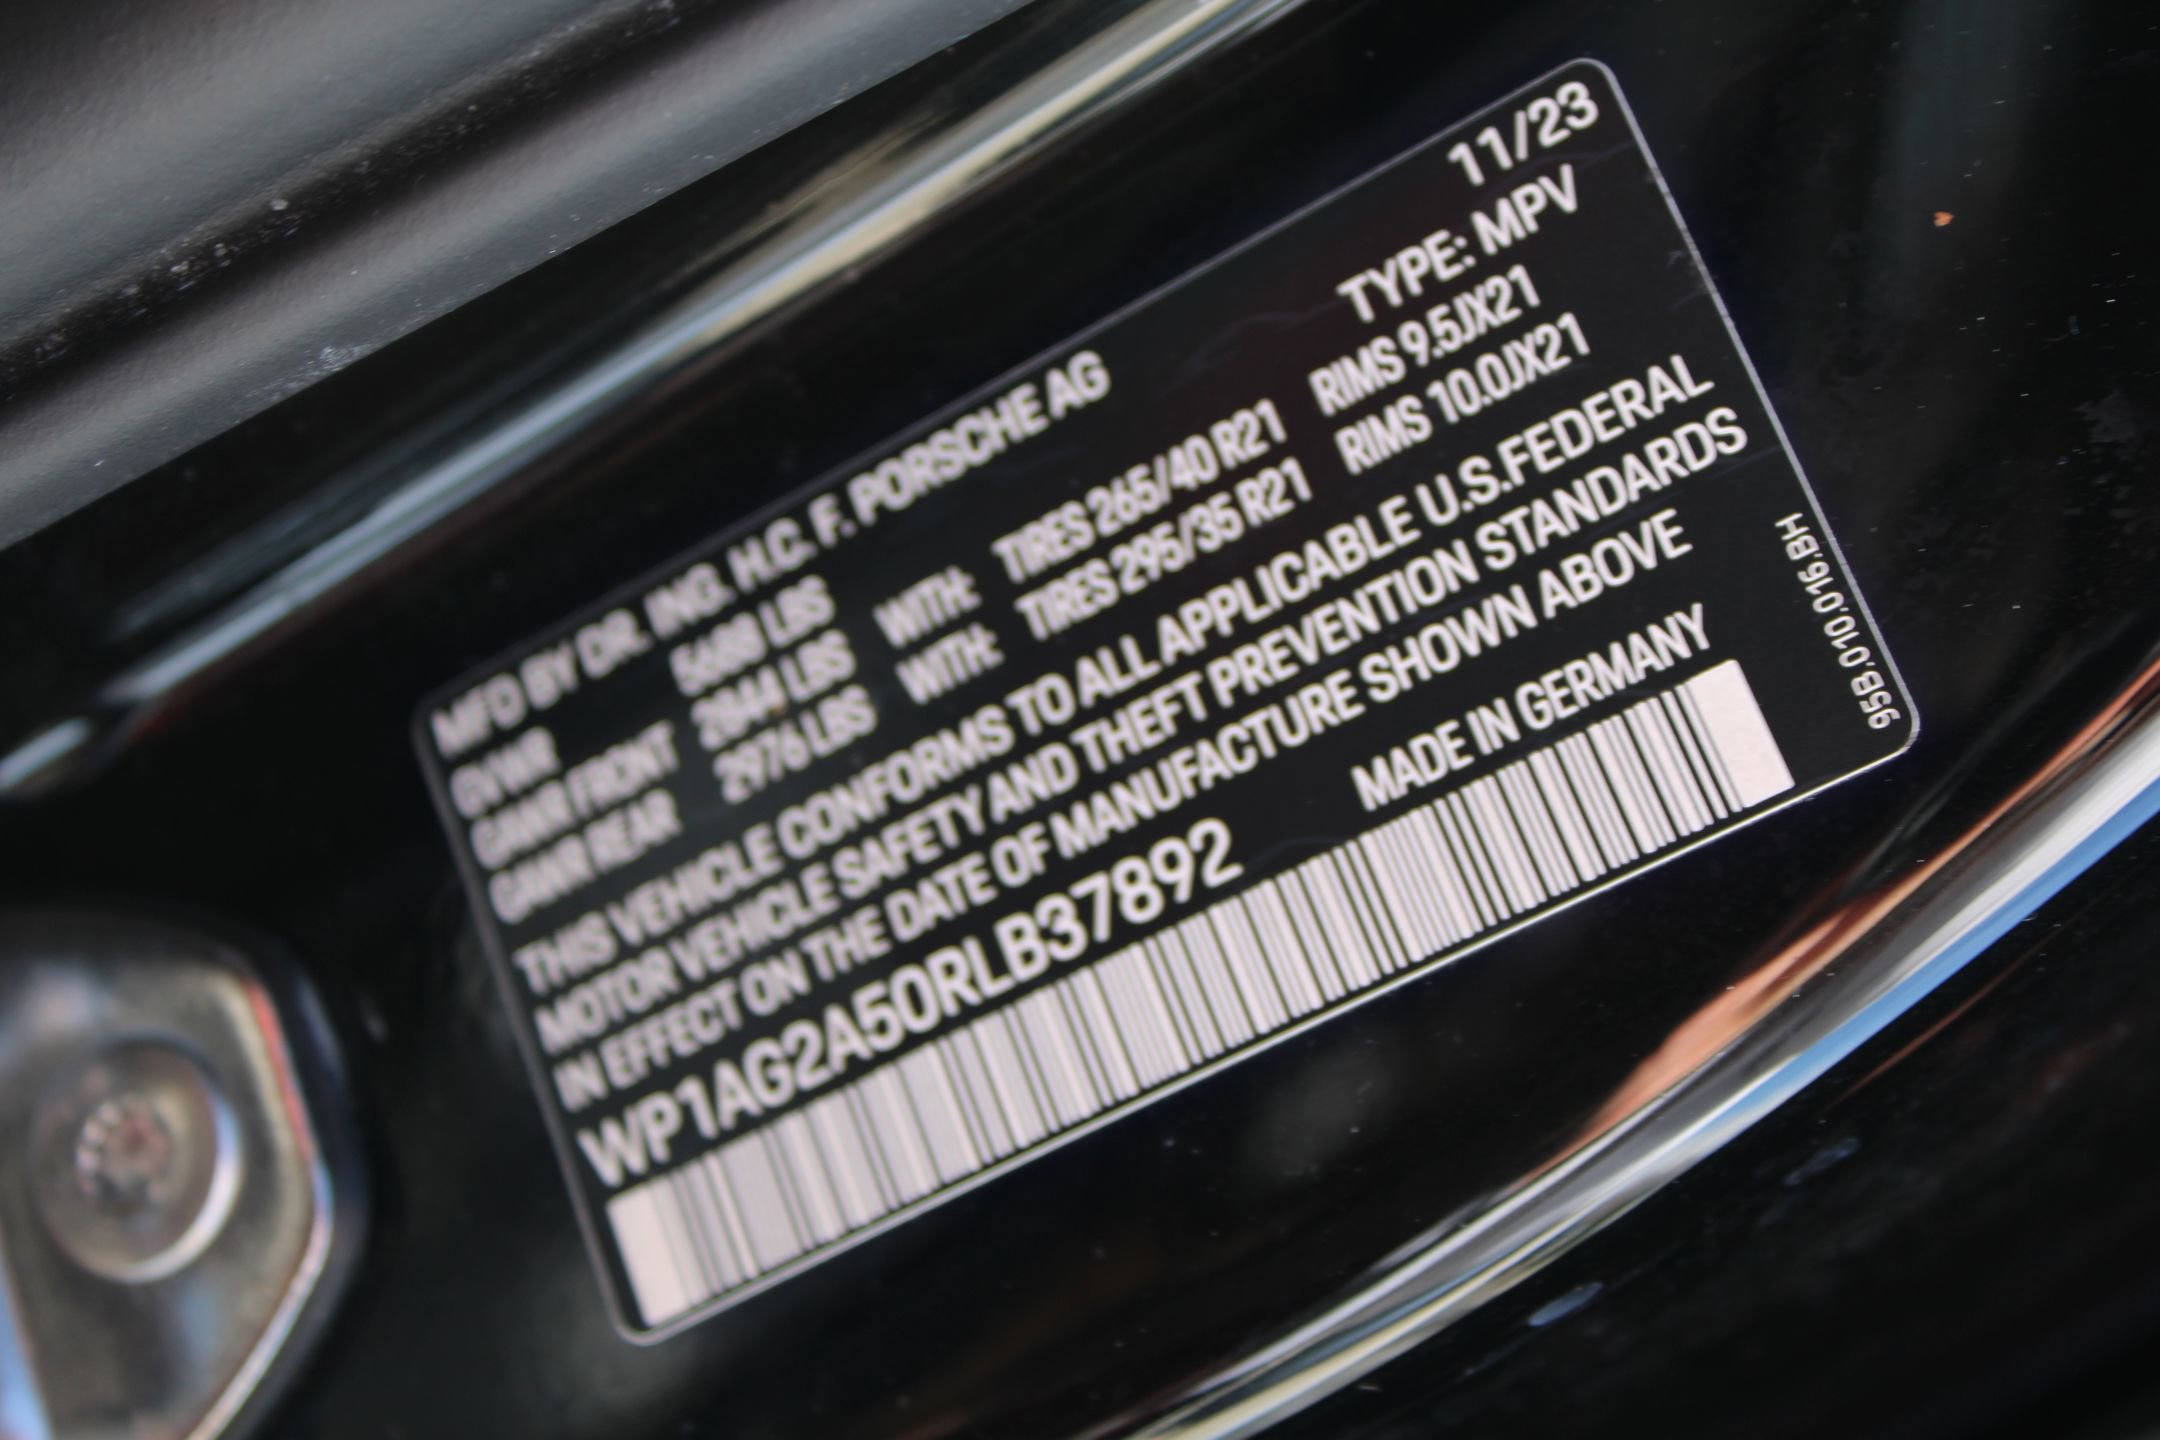 11/23
MFD BY DR. ING. H.C. F. PORSCHE AG TYPE: MPV
GVWR 5688 LBS
GAWR FRONT 2844 LBS WITH: TIRES 265/40 R21 RIMS 9.5JX21
GAWR REAR 2976 LBS WITH: TIRES 295/35 R21 RIMS 10.0JX21
THIS VEHICLE CONFORMS TO ALL APPLICABLE U.S.FEDERAL
MOTOR VEHICLE SAFETY AND THEFT PREVENTION STANDARDS
IN EFFECT ON THE DATE OF MANUFACTURE SHOWN ABOVE
WP1AG2A50RLB37892 MADE IN GERMANY
95B.010.016.BH